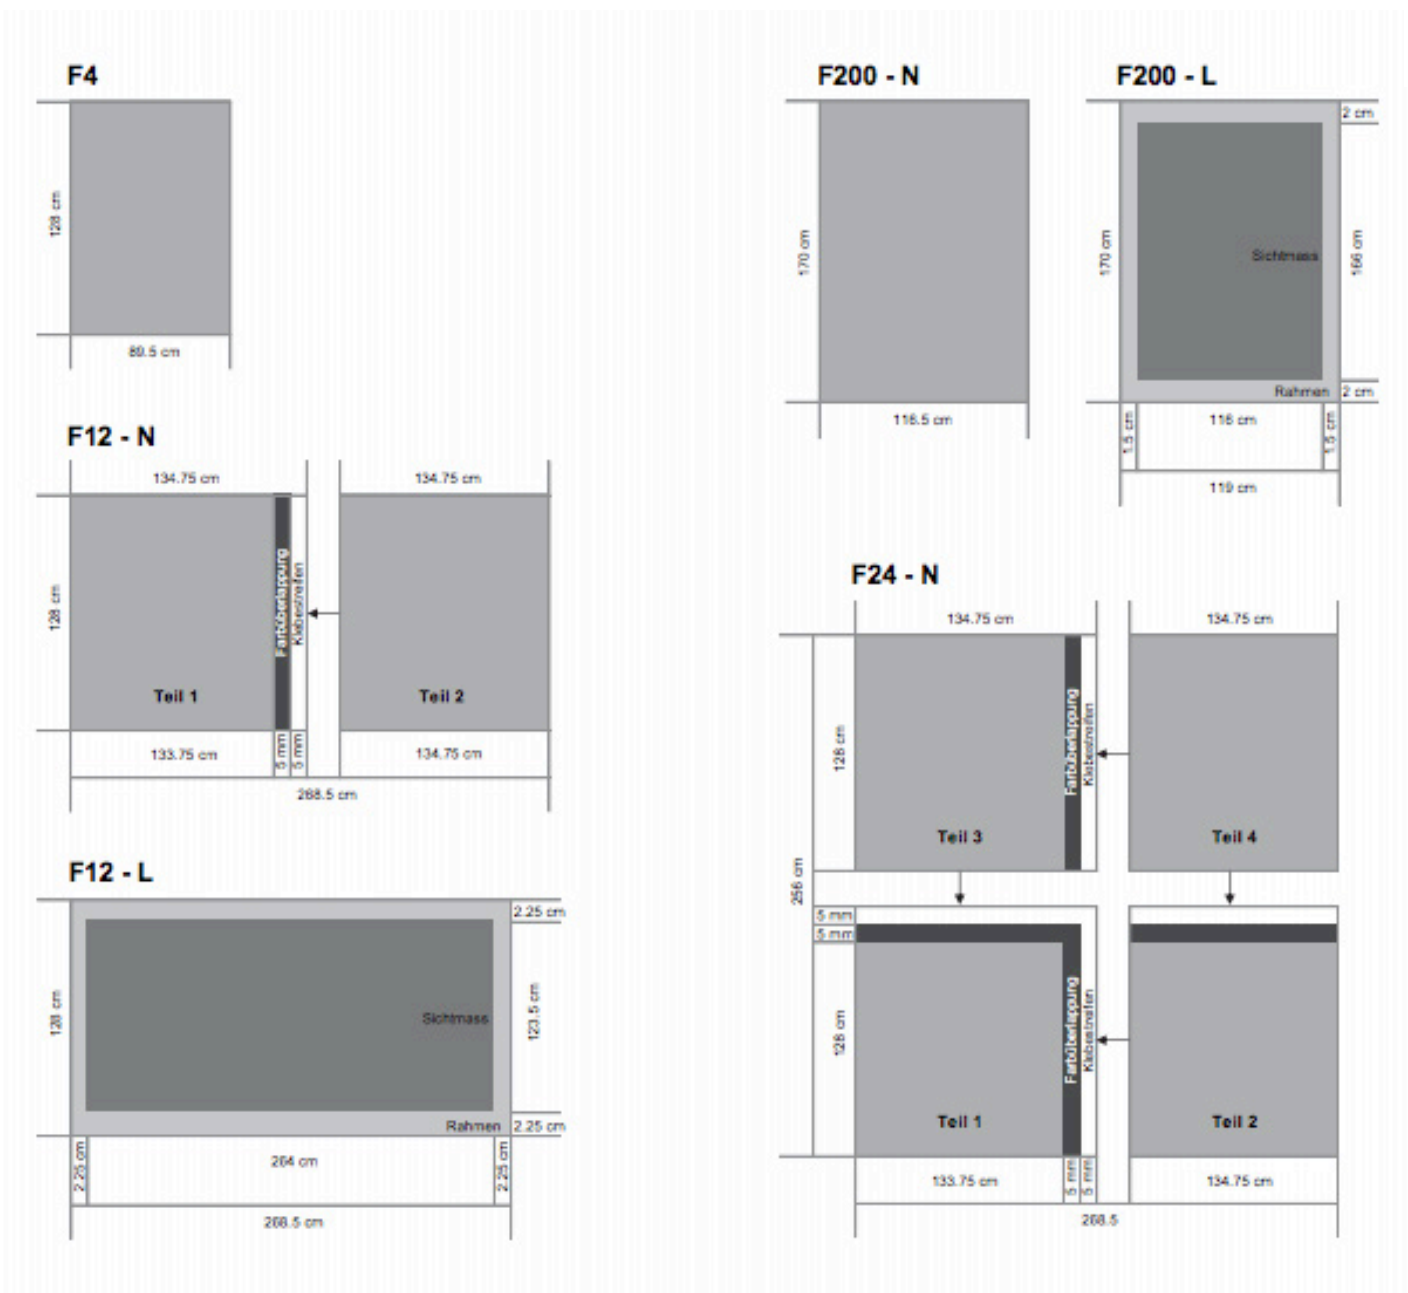 F4
128 cm
89.5 cm
F12 - N
134.75 cm
134.75 cm
128 cm
Farbüberlappung
Klebestreifen
Teil 1
Teil 2
133.75 cm
5 mm
5 mm
134.75 cm
268.5 cm
F12 - L
2.25 cm
128 cm
Sichtmass
123.5 cm
Rahmen
2.25 cm
2.25 cm
264 cm
2.25 cm
268.5 cm
F200 - N
170 cm
116.5 cm
F200 - L
2 cm
170 cm
Sichtmass
166 cm
Rahmen
2 cm
1.5 cm
116 cm
1.5 cm
119 cm
F24 - N
134.75 cm
134.75 cm
128 cm
Farbüberlappung
Klebestreifen
Teil 3
Teil 4
256 cm
5 mm
5 mm
128 cm
Farbüberlappung
Klebestreifen
Teil 1
Teil 2
133.75 cm
5 mm
5 mm
134.75 cm
268.5